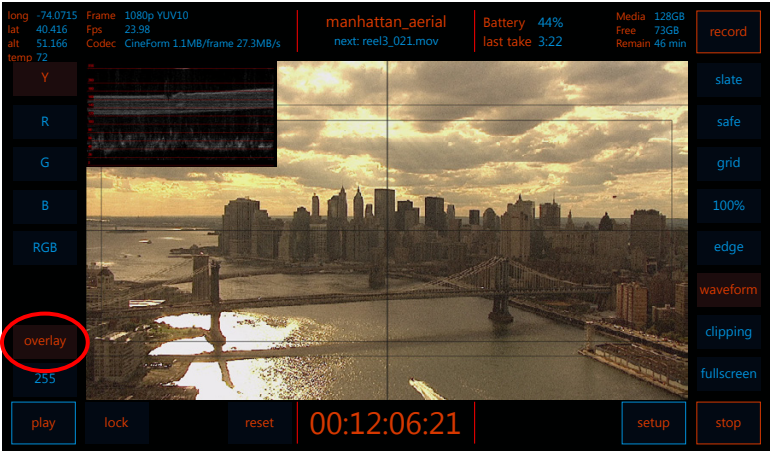 long -74.0715
lat 40.416
alt 51.166
temp 72
Frame 1080p YUV10
Fps 23.98
Codec CineForm 1.1MB/frame 27.3MB/s
manhattan_aerial
next: reel3_021.mov
Battery 44%
last take 3:22
Media 128GB
Free 73GB
Remain 46 min
record
Y
R
G
B
RGB
overlay
255
slate
safe
grid
100%
edge
waveform
clipping
fullscreen
play
lock
reset
00:12:06:21
setup
stop